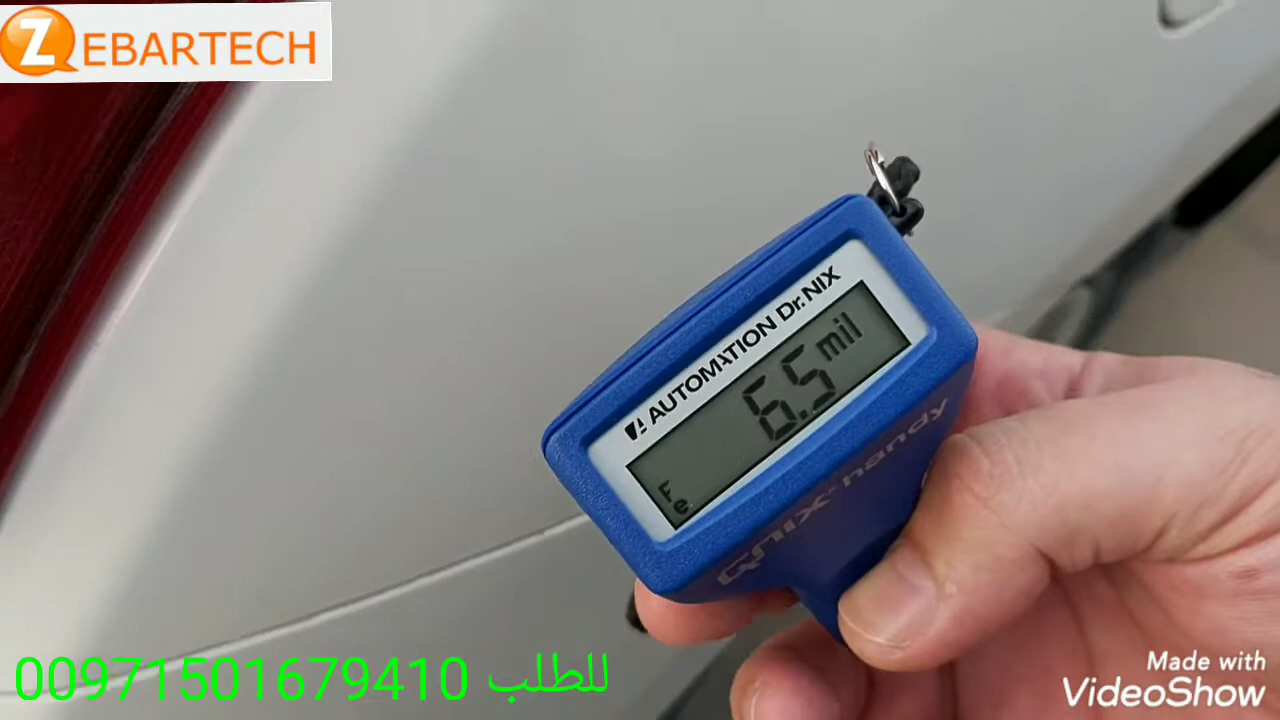 ZEBARTECH
AUTOMATION Dr. NIX
6.5 mil
Fe
QNIX handy
للطلب 00971501679410
Made with
VideoShow